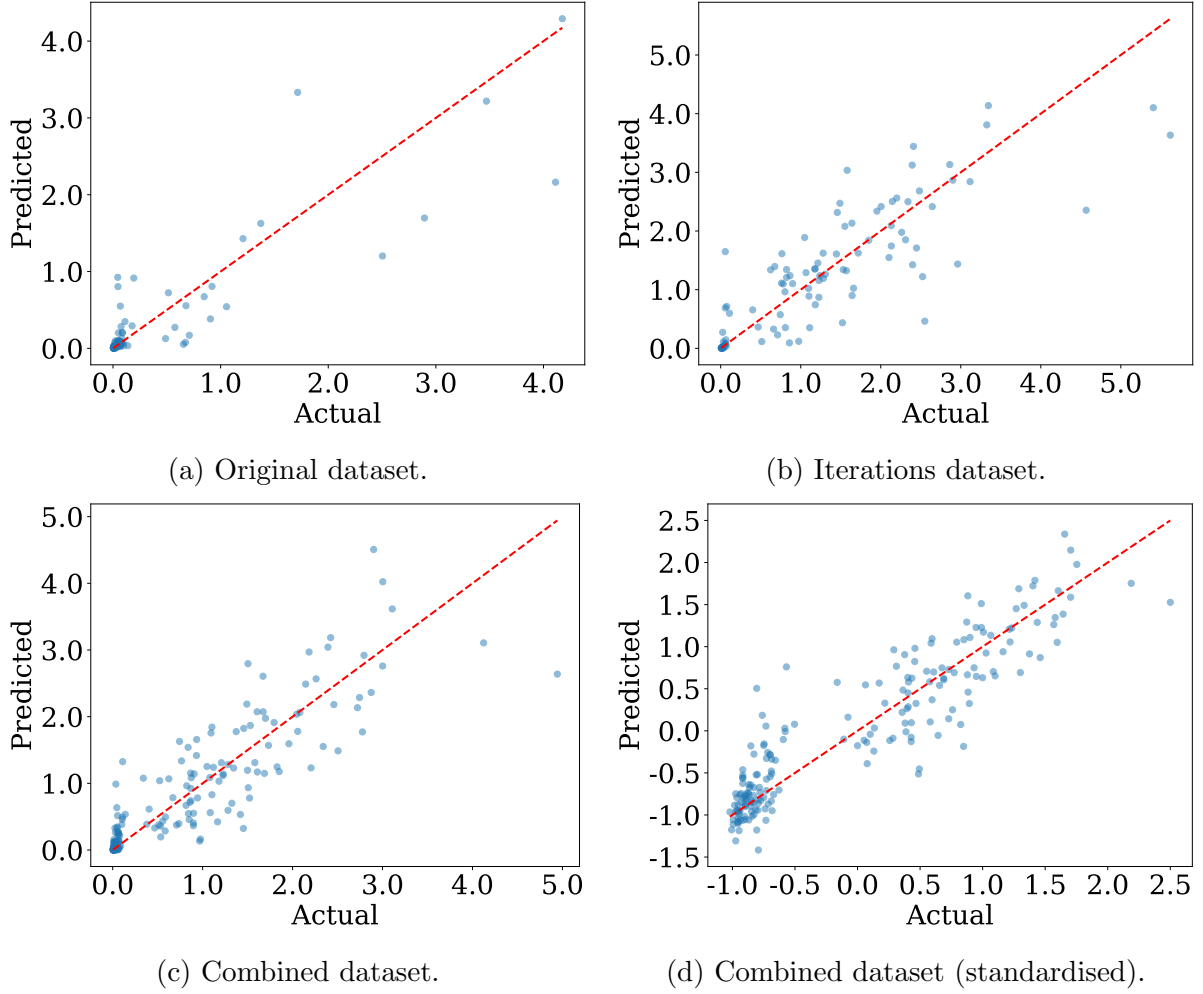 4.0
3.0
2.0
1.0
0.0
Predicted
0.0 1.0 2.0 3.0 4.0
Actual
(a) Original dataset.
5.0
4.0
3.0
2.0
1.0
0.0
Predicted
0.0 1.0 2.0 3.0 4.0 5.0
Actual
(b) Iterations dataset.
5.0
4.0
3.0
2.0
1.0
0.0
Predicted
0.0 1.0 2.0 3.0 4.0 5.0
Actual
(c) Combined dataset.
2.5
2.0
1.5
1.0
0.5
0.0
-0.5
-1.0
-1.5
Predicted
-1.0 -0.5 0.0 0.5 1.0 1.5 2.0 2.5
Actual
(d) Combined dataset (standardised).